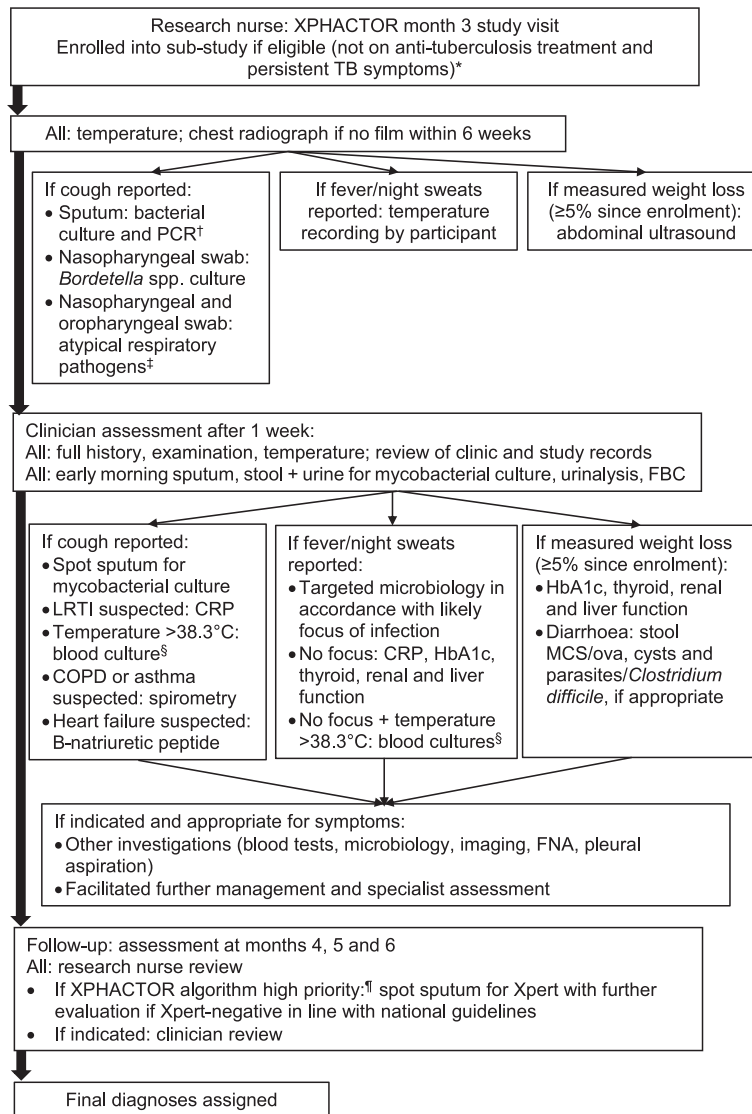 Research nurse: XPHACTOR month 3 study visit
Enrolled into sub-study if eligible (not on anti-tuberculosis treatment and
persistent TB symptoms)*
All: temperature; chest radiograph if no film within 6 weeks
If cough reported:
• Sputum: bacterial
culture and PCR†
• Nasopharyngeal swab:
Bordetella spp. culture
• Nasopharyngeal and
oropharyngeal swab:
atypical respiratory
pathogens‡
If fever/night sweats
reported: temperature
recording by participant
If measured weight loss
(≥5% since enrolment):
abdominal ultrasound
Clinician assessment after 1 week:
All: full history, examination, temperature; review of clinic and study records
All: early morning sputum, stool + urine for mycobacterial culture, urinalysis, FBC
If cough reported:
• Spot sputum for
mycobacterial culture
• LRTI suspected: CRP
• Temperature >38.3°C:
blood culture§
• COPD or asthma
suspected: spirometry
• Heart failure suspected:
B-natriuretic peptide
If fever/night sweats
reported:
• Targeted microbiology in
accordance with likely
focus of infection
• No focus: CRP, HbA1c,
thyroid, renal and liver
function
• No focus + temperature
>38.3°C: blood cultures§
If measured weight loss
(≥5% since enrolment):
• HbA1c, thyroid, renal
and liver function
• Diarrhoea: stool
MCS/ova, cysts and
parasites/Clostridium
difficile, if appropriate
If indicated and appropriate for symptoms:
• Other investigations (blood tests, microbiology, imaging, FNA, pleural
aspiration)
• Facilitated further management and specialist assessment
Follow-up: assessment at months 4, 5 and 6
All: research nurse review
• If XPHACTOR algorithm high priority:¶ spot sputum for Xpert with further
evaluation if Xpert-negative in line with national guidelines
• If indicated: clinician review
Final diagnoses assigned